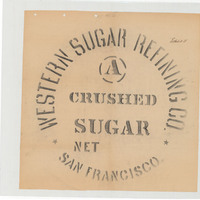 WESTERN SUGAR REFINING CO.
A
CRUSHED
SUGAR
NET
SAN FRANCISCO.